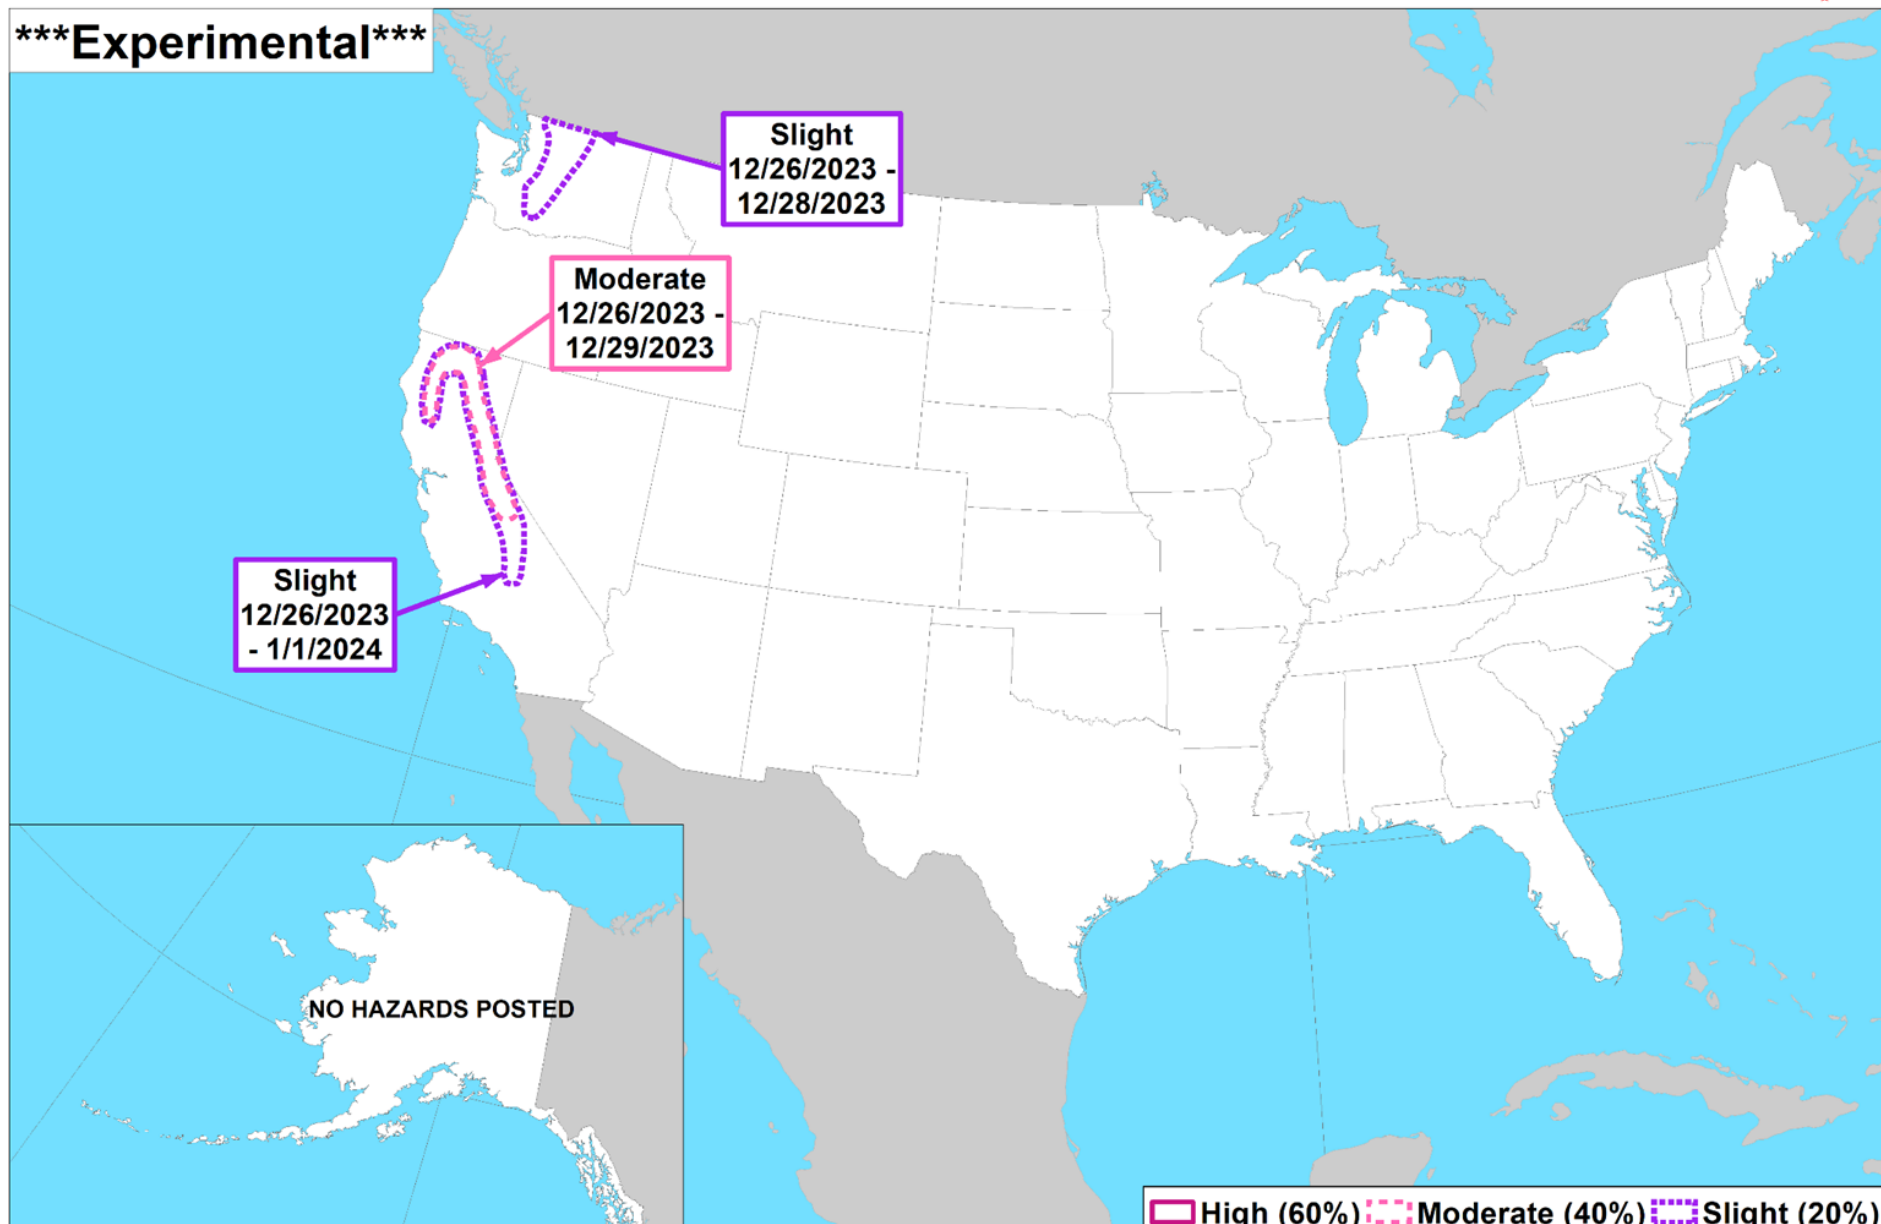 ***Experimental***
Slight
12/26/2023 -
12/28/2023
Moderate
12/26/2023 -
12/29/2023
Slight
12/26/2023
- 1/1/2024
NO HAZARDS POSTED
High (60%) Moderate (40%) Slight (20%)